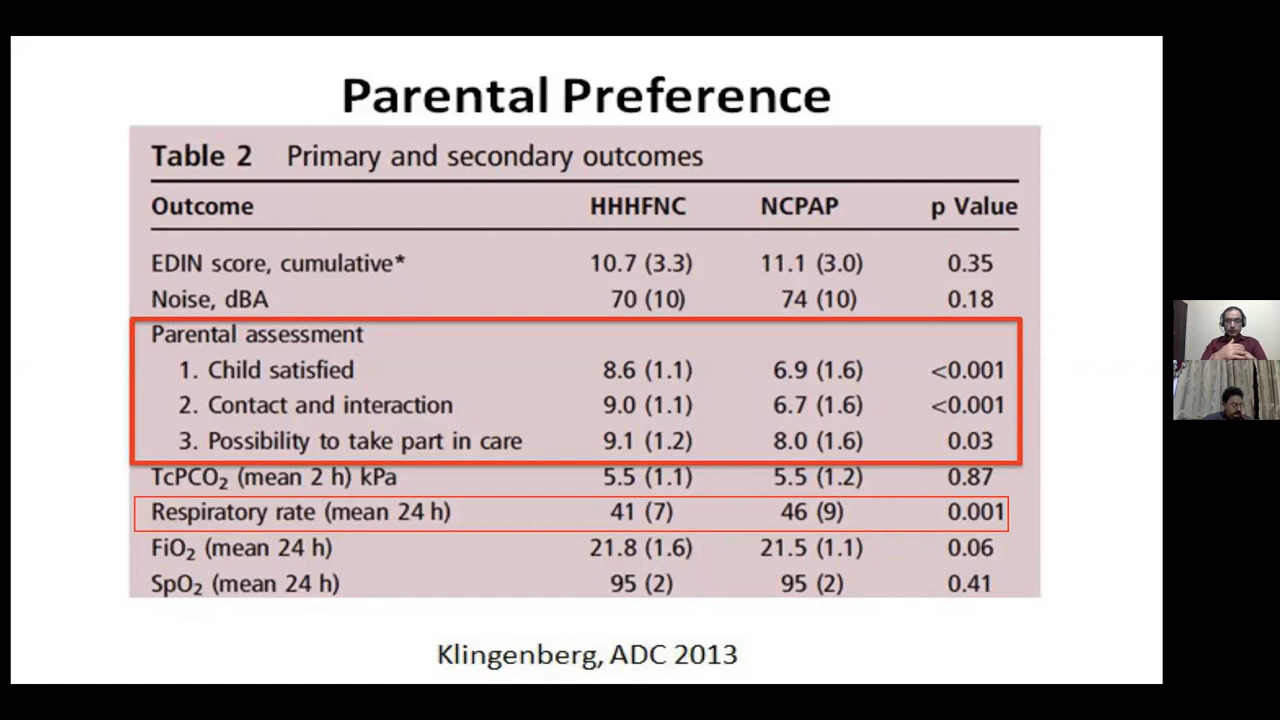 Parental Preference
Table 2 Primary and secondary outcomes
Outcome HHHFNC NCPAP p Value
EDIN score, cumulative* 10.7 (3.3) 11.1 (3.0) 0.35
Noise, dBA 70 (10) 74 (10) 0.18
Parental assessment
1. Child satisfied 8.6 (1.1) 6.9 (1.6) <0.001
2. Contact and interaction 9.0 (1.1) 6.7 (1.6) <0.001
3. Possibility to take part in care 9.1 (1.2) 8.0 (1.6) 0.03
TcPCO₂ (mean 2 h) kPa 5.5 (1.1) 5.5 (1.2) 0.87
Respiratory rate (mean 24 h) 41 (7) 46 (9) 0.001
FiO₂ (mean 24 h) 21.8 (1.6) 21.5 (1.1) 0.06
SpO₂ (mean 24 h) 95 (2) 95 (2) 0.41
Klingenberg, ADC 2013